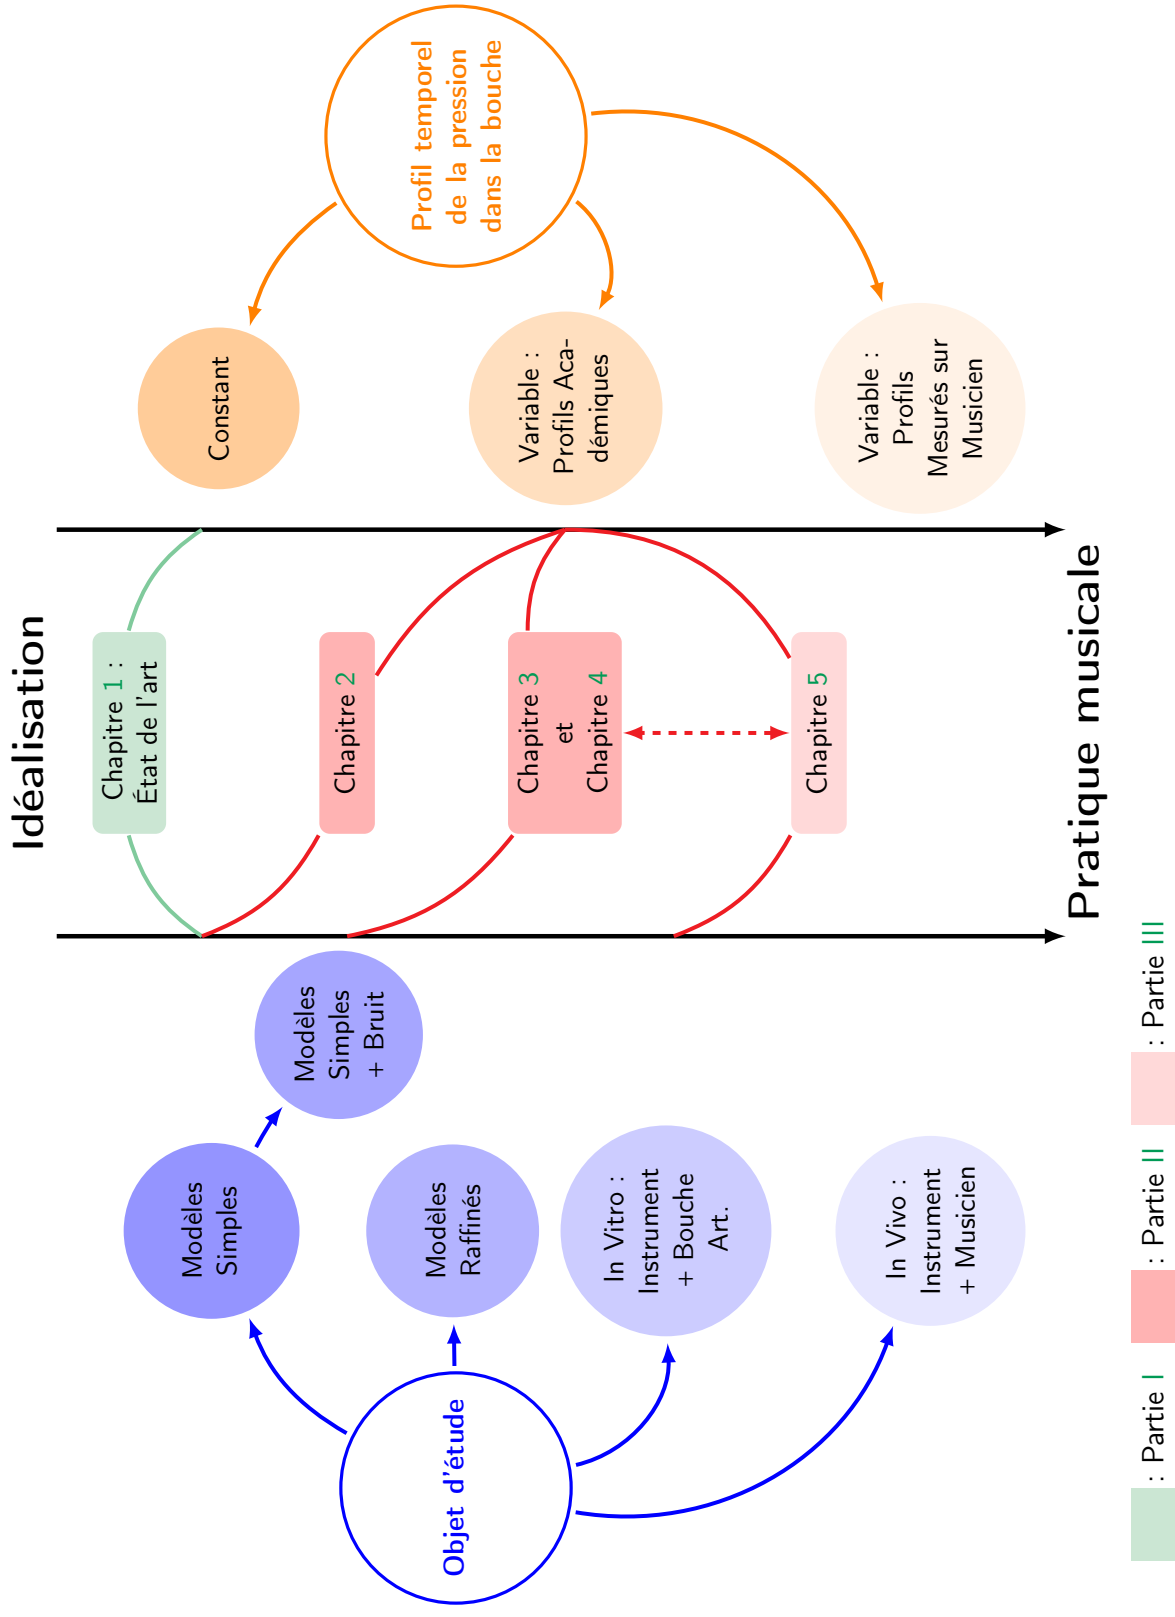 Idéalisation
Objet d'étude
Modèles
Simples
Modèles
Simples
+ Bruit
Modèles
Raffinés
In Vitro :
Instrument
+ Bouche
Art.
In Vivo :
Instrument
+ Musicien
Chapitre 1 :
État de l'art
Chapitre 2
Chapitre 3
et
Chapitre 4
Chapitre 5
Constant
Variable :
Profils Aca-
démiques
Variable :
Profils
Mesurés sur
Musicien
Profil temporel
de la pression
dans la bouche
Pratique musicale
: Partie I
: Partie II
: Partie III